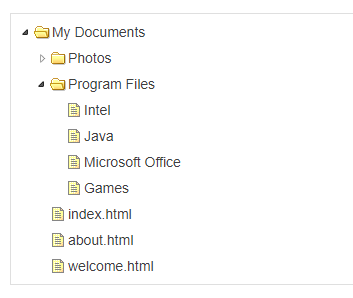 My Documents
Photos
Program Files
Intel
Java
Microsoft Office
Games
index.html
about.html
welcome.html